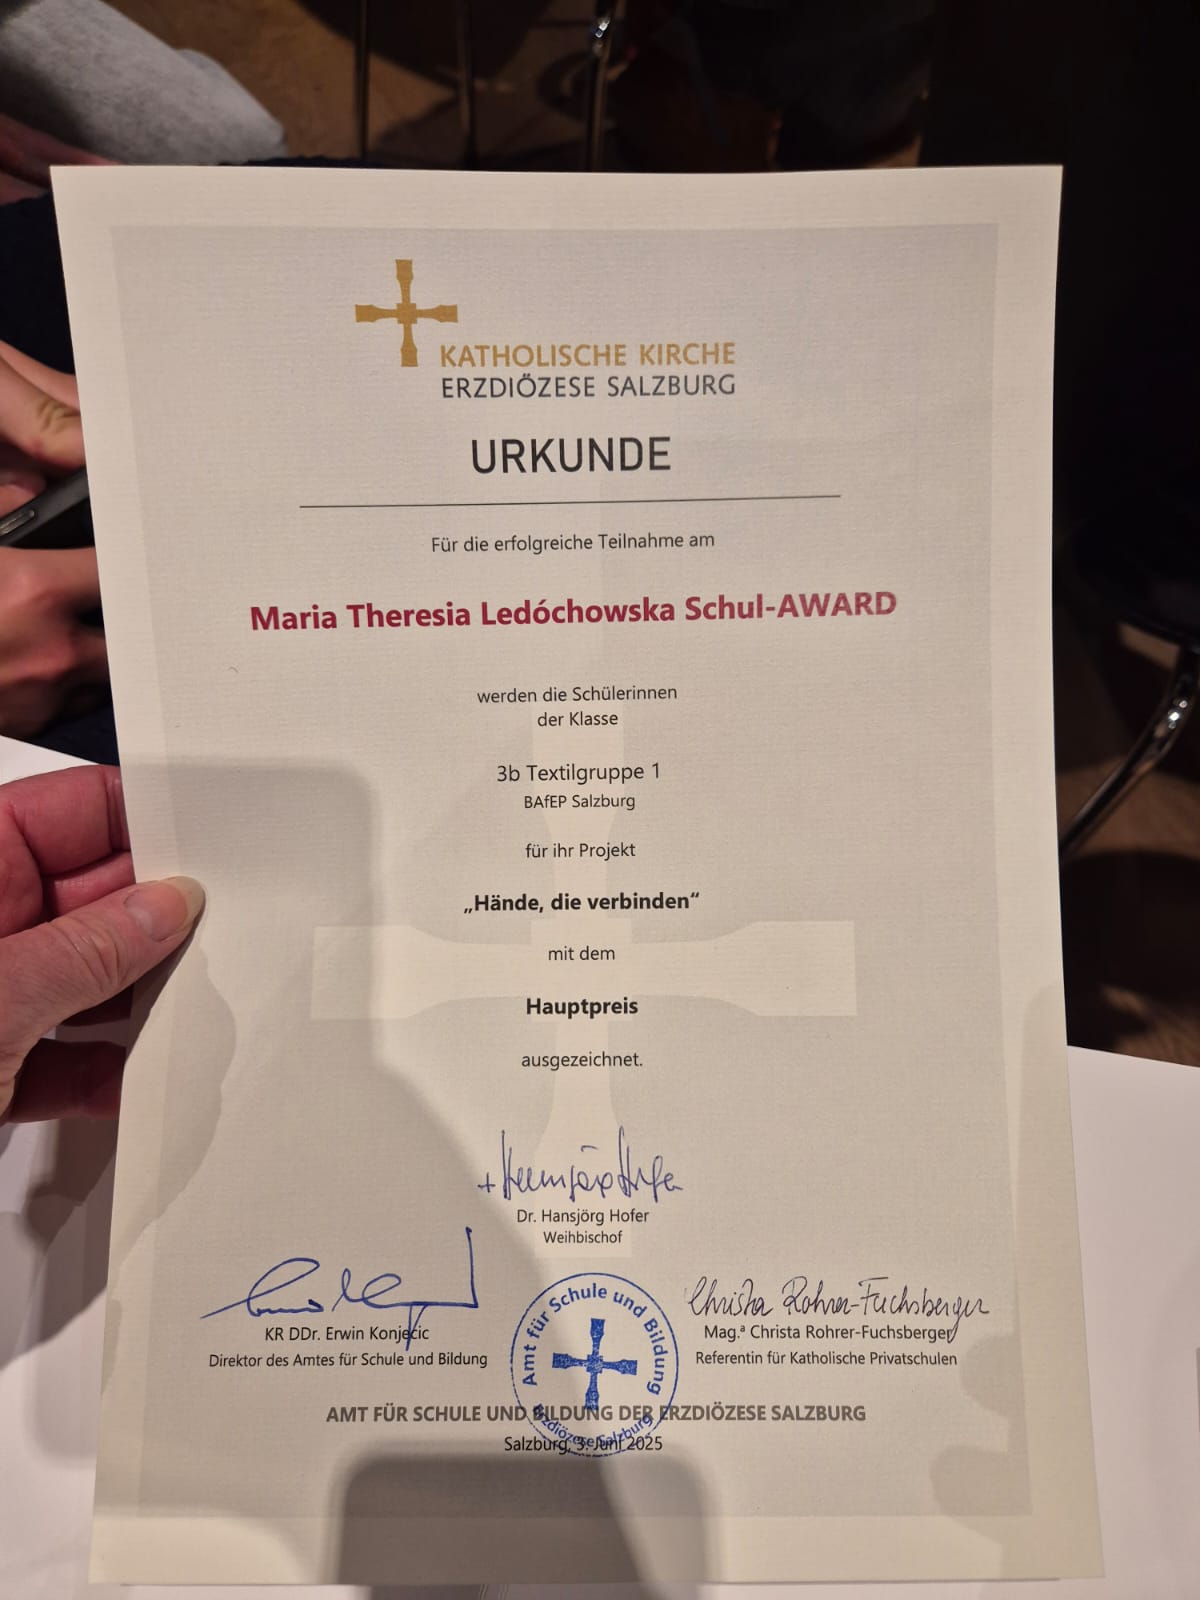 KATHOLISCHE KIRCHE
ERZDIÖZESE SALZBURG
URKUNDE
Für die erfolgreiche Teilnahme am
Maria Theresia Ledóchowska Schul-AWARD
werden die Schülerinnen
der Klasse
3b Textilgruppe 1
BAfEP Salzburg
für ihr Projekt
„Hände, die verbinden“
mit dem
Hauptpreis
ausgezeichnet.
+ Hansjörg Hofer
Dr. Hansjörg Hofer
Weihbischof
KR DDr. Erwin Konjecic
Direktor des Amtes für Schule und Bildung
Amt für Schule und Bildung
Erzdiözese Salzburg
Christa Rohrer-Fuchsberger
Mag.ª Christa Rohrer-Fuchsberger
Referentin für Katholische Privatschulen
AMT FÜR SCHULE UND BILDUNG DER ERZDIÖZESE SALZBURG
Salzburg, 3. Juni 2025